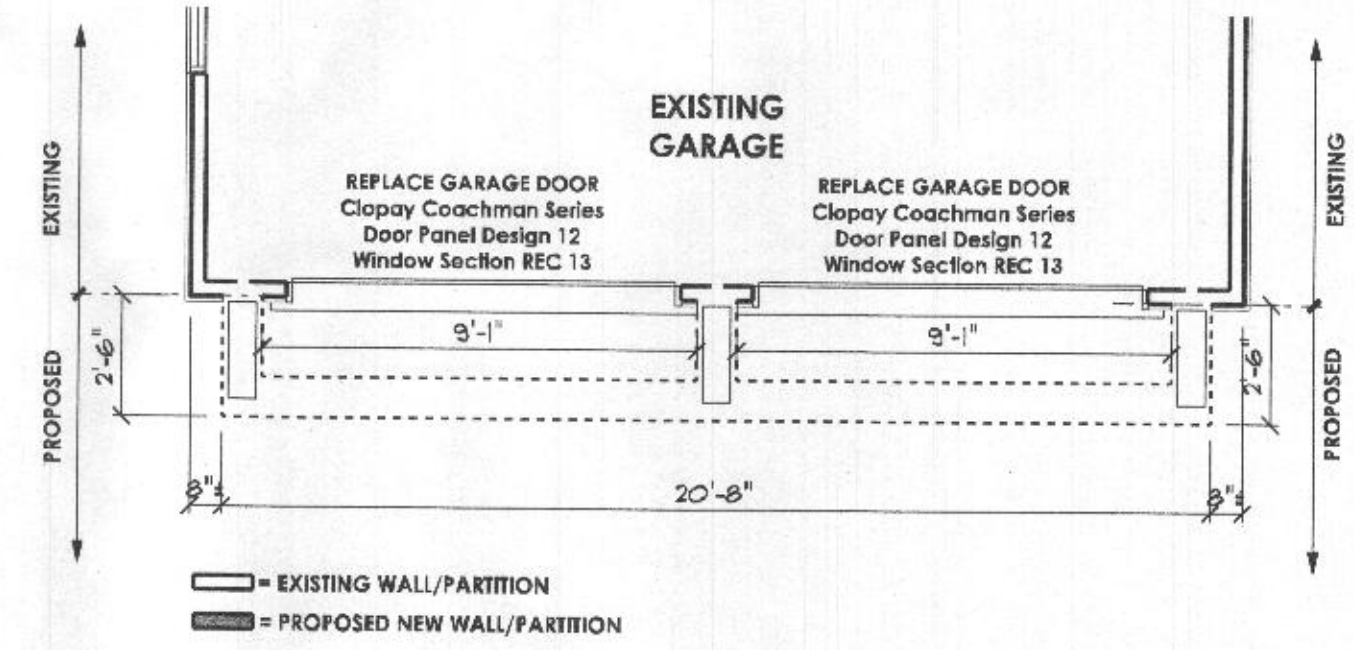 EXISTING
GARAGE
EXISTING
EXISTING
REPLACE GARAGE DOOR
Clopay Coachman Series
Door Panel Design 12
Window Section REC 13
REPLACE GARAGE DOOR
Clopay Coachman Series
Door Panel Design 12
Window Section REC 13
9'-1"
9'-1"
2'-6"
2'-6"
PROPOSED
PROPOSED
8"±
20'-8"
8"±
= EXISTING WALL/PARTITION
= PROPOSED NEW WALL/PARTITION